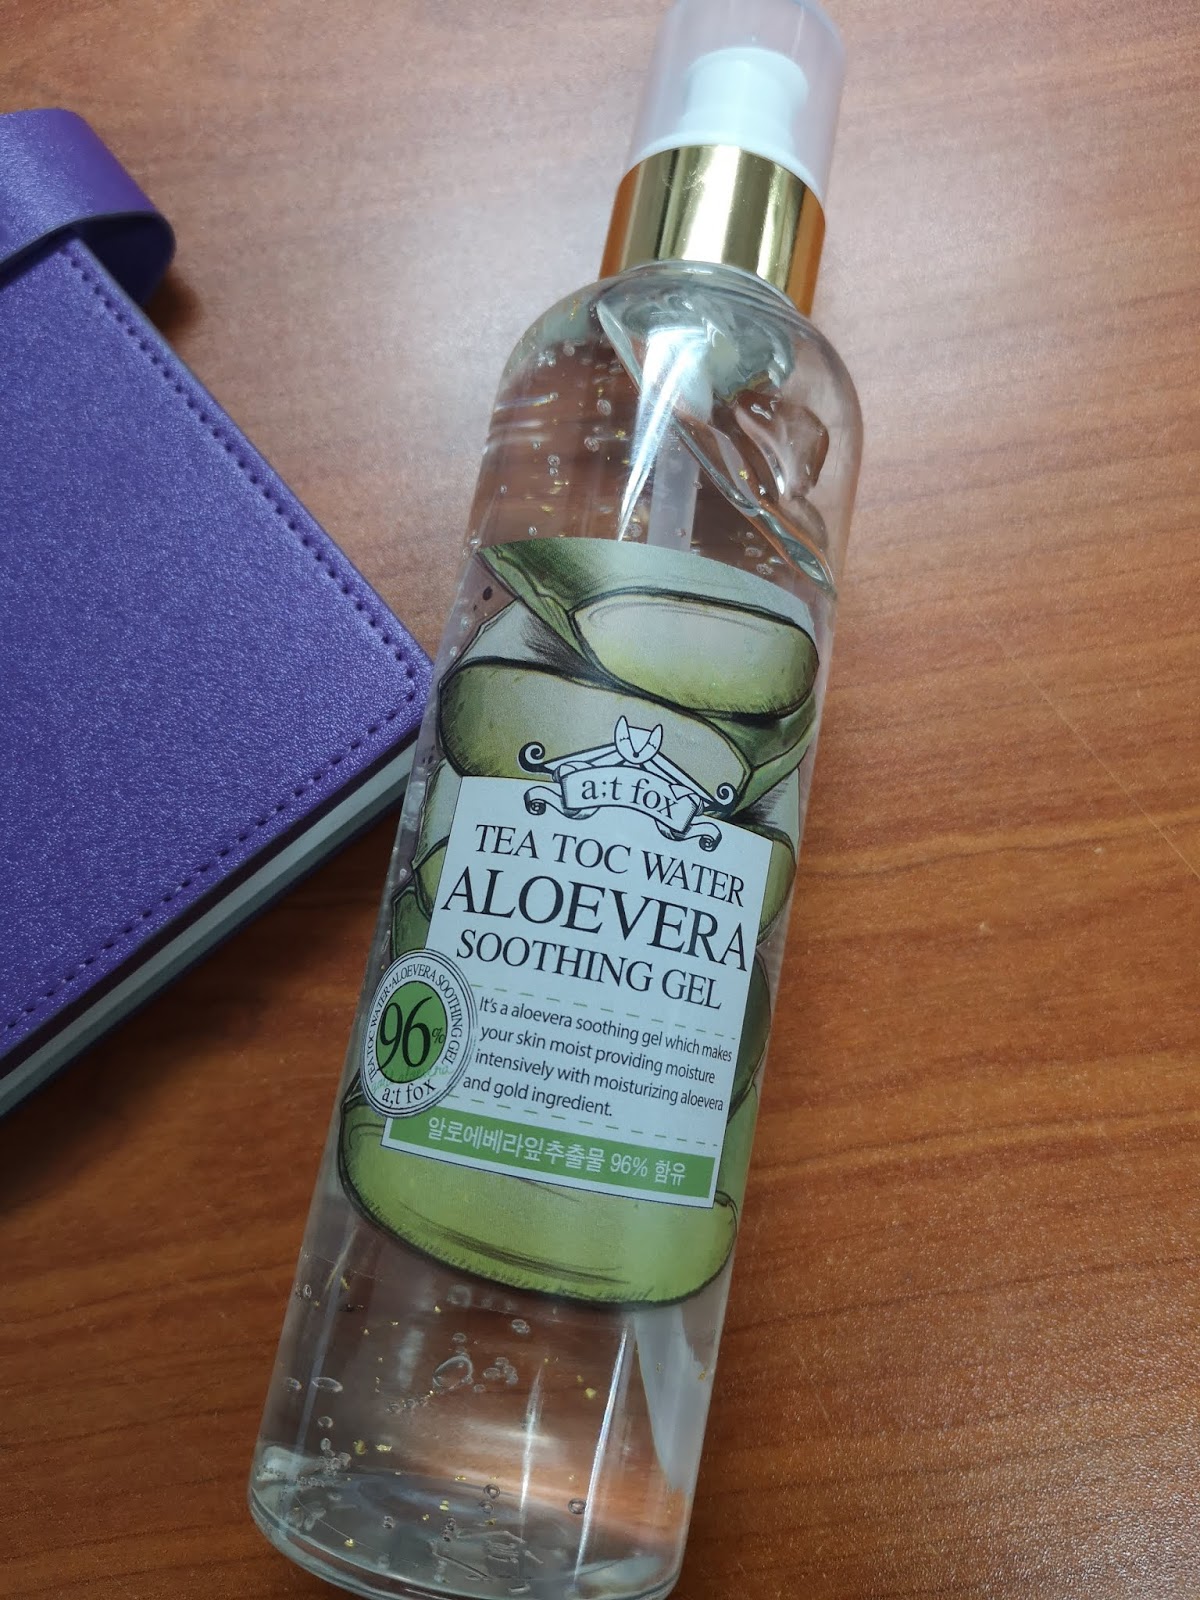 a;t fox
TEA TOC WATER
ALOEVERA
SOOTHING GEL
It's a aloevera soothing gel which makes
your skin moist providing moisture
intensively with moisturizing aloevera
and gold ingredient.
TEA TOC WATER • ALOEVERA SOOTHING GEL
96%
a;t fox
알로에베라잎추출물 96% 함유